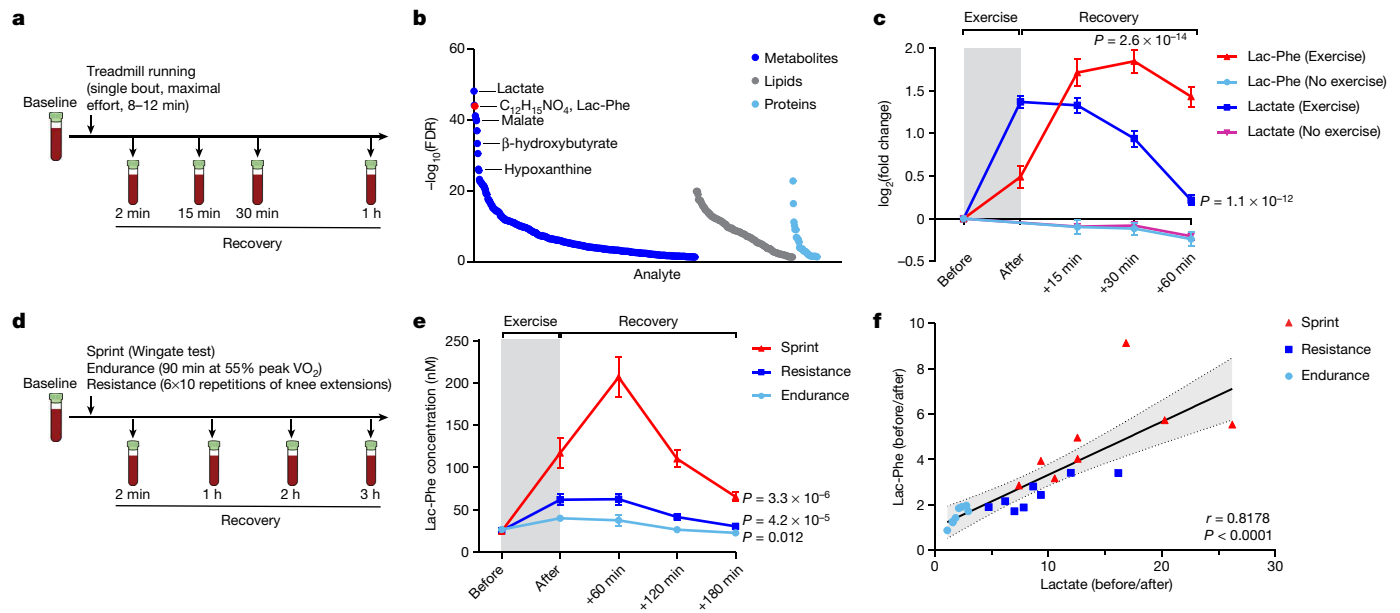 a
Treadmill running
(single bout, maximal
effort, 8–12 min)
Baseline
2 min
15 min
30 min
1 h
Recovery
b
60
40
20
0
–log10(FDR)
Lactate
C12H15NO4, Lac-Phe
Malate
β-hydroxybutyrate
Hypoxanthine
Metabolites
Lipids
Proteins
Analyte
c
Exercise
Recovery
P = 2.6 × 10–14
2.0
1.5
1.0
0.5
0
–0.5
log2(fold change)
Lac-Phe (Exercise)
Lac-Phe (No exercise)
Lactate (Exercise)
Lactate (No exercise)
P = 1.1 × 10–12
Before
After
+15 min
+30 min
+60 min
d
Sprint (Wingate test)
Endurance (90 min at 55% peak VO2)
Resistance (6×10 repetitions of knee extensions)
Baseline
2 min
1 h
2 h
3 h
Recovery
e
Exercise
Recovery
250
200
150
100
50
0
Lac-Phe concentration (nM)
Sprint
Resistance
Endurance
P = 3.3 × 10–6
P = 4.2 × 10–5
P = 0.012
Before
After
+60 min
+120 min
+180 min
f
10
8
6
4
2
0
Lac-Phe (before/after)
Sprint
Resistance
Endurance
r = 0.8178
P < 0.0001
0
10
20
30
Lactate (before/after)